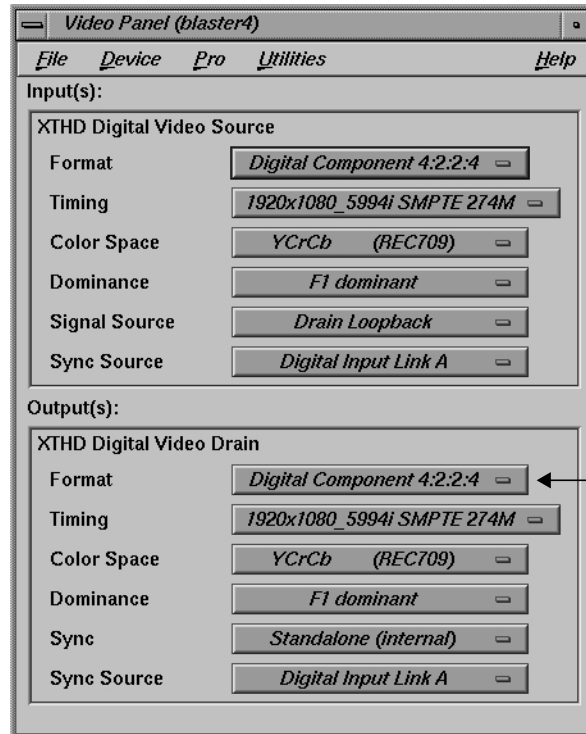 Video Panel (blaster4)
File Device Pro Utilities Help
Input(s):
XTHD Digital Video Source
Format Digital Component 4:2:2:4
Timing 1920x1080_5994i SMPTE 274M
Color Space YCrCb (REC709)
Dominance F1 dominant
Signal Source Drain Loopback
Sync Source Digital Input Link A
Output(s):
XTHD Digital Video Drain
Format Digital Component 4:2:2:4
Timing 1920x1080_5994i SMPTE 274M
Color Space YCrCb (REC709)
Dominance F1 dominant
Sync Standalone (internal)
Sync Source Digital Input Link A